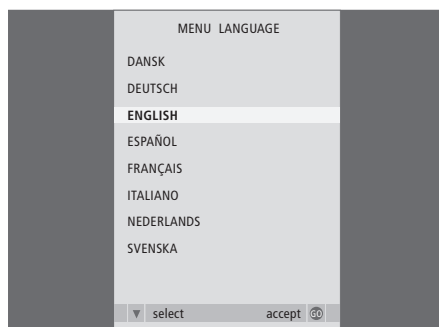 MENU LANGUAGE
DANSK
DEUTSCH
ENGLISH
ESPAÑOL
FRANÇAIS
ITALIANO
NEDERLANDS
SVENSKA
▼ select accept GO